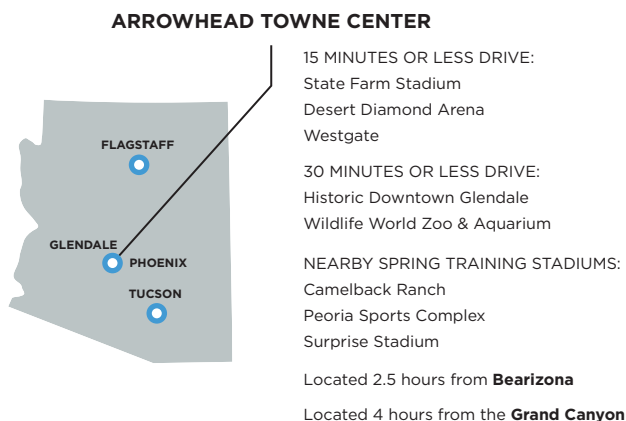 ARROWHEAD TOWNE CENTER
15 MINUTES OR LESS DRIVE:
State Farm Stadium
Desert Diamond Arena
Westgate
30 MINUTES OR LESS DRIVE:
Historic Downtown Glendale
Wildlife World Zoo & Aquarium
NEARBY SPRING TRAINING STADIUMS:
Camelback Ranch
Peoria Sports Complex
Surprise Stadium
Located 2.5 hours from Bearizona
Located 4 hours from the Grand Canyon
FLAGSTAFF
GLENDALE
PHOENIX
TUCSON